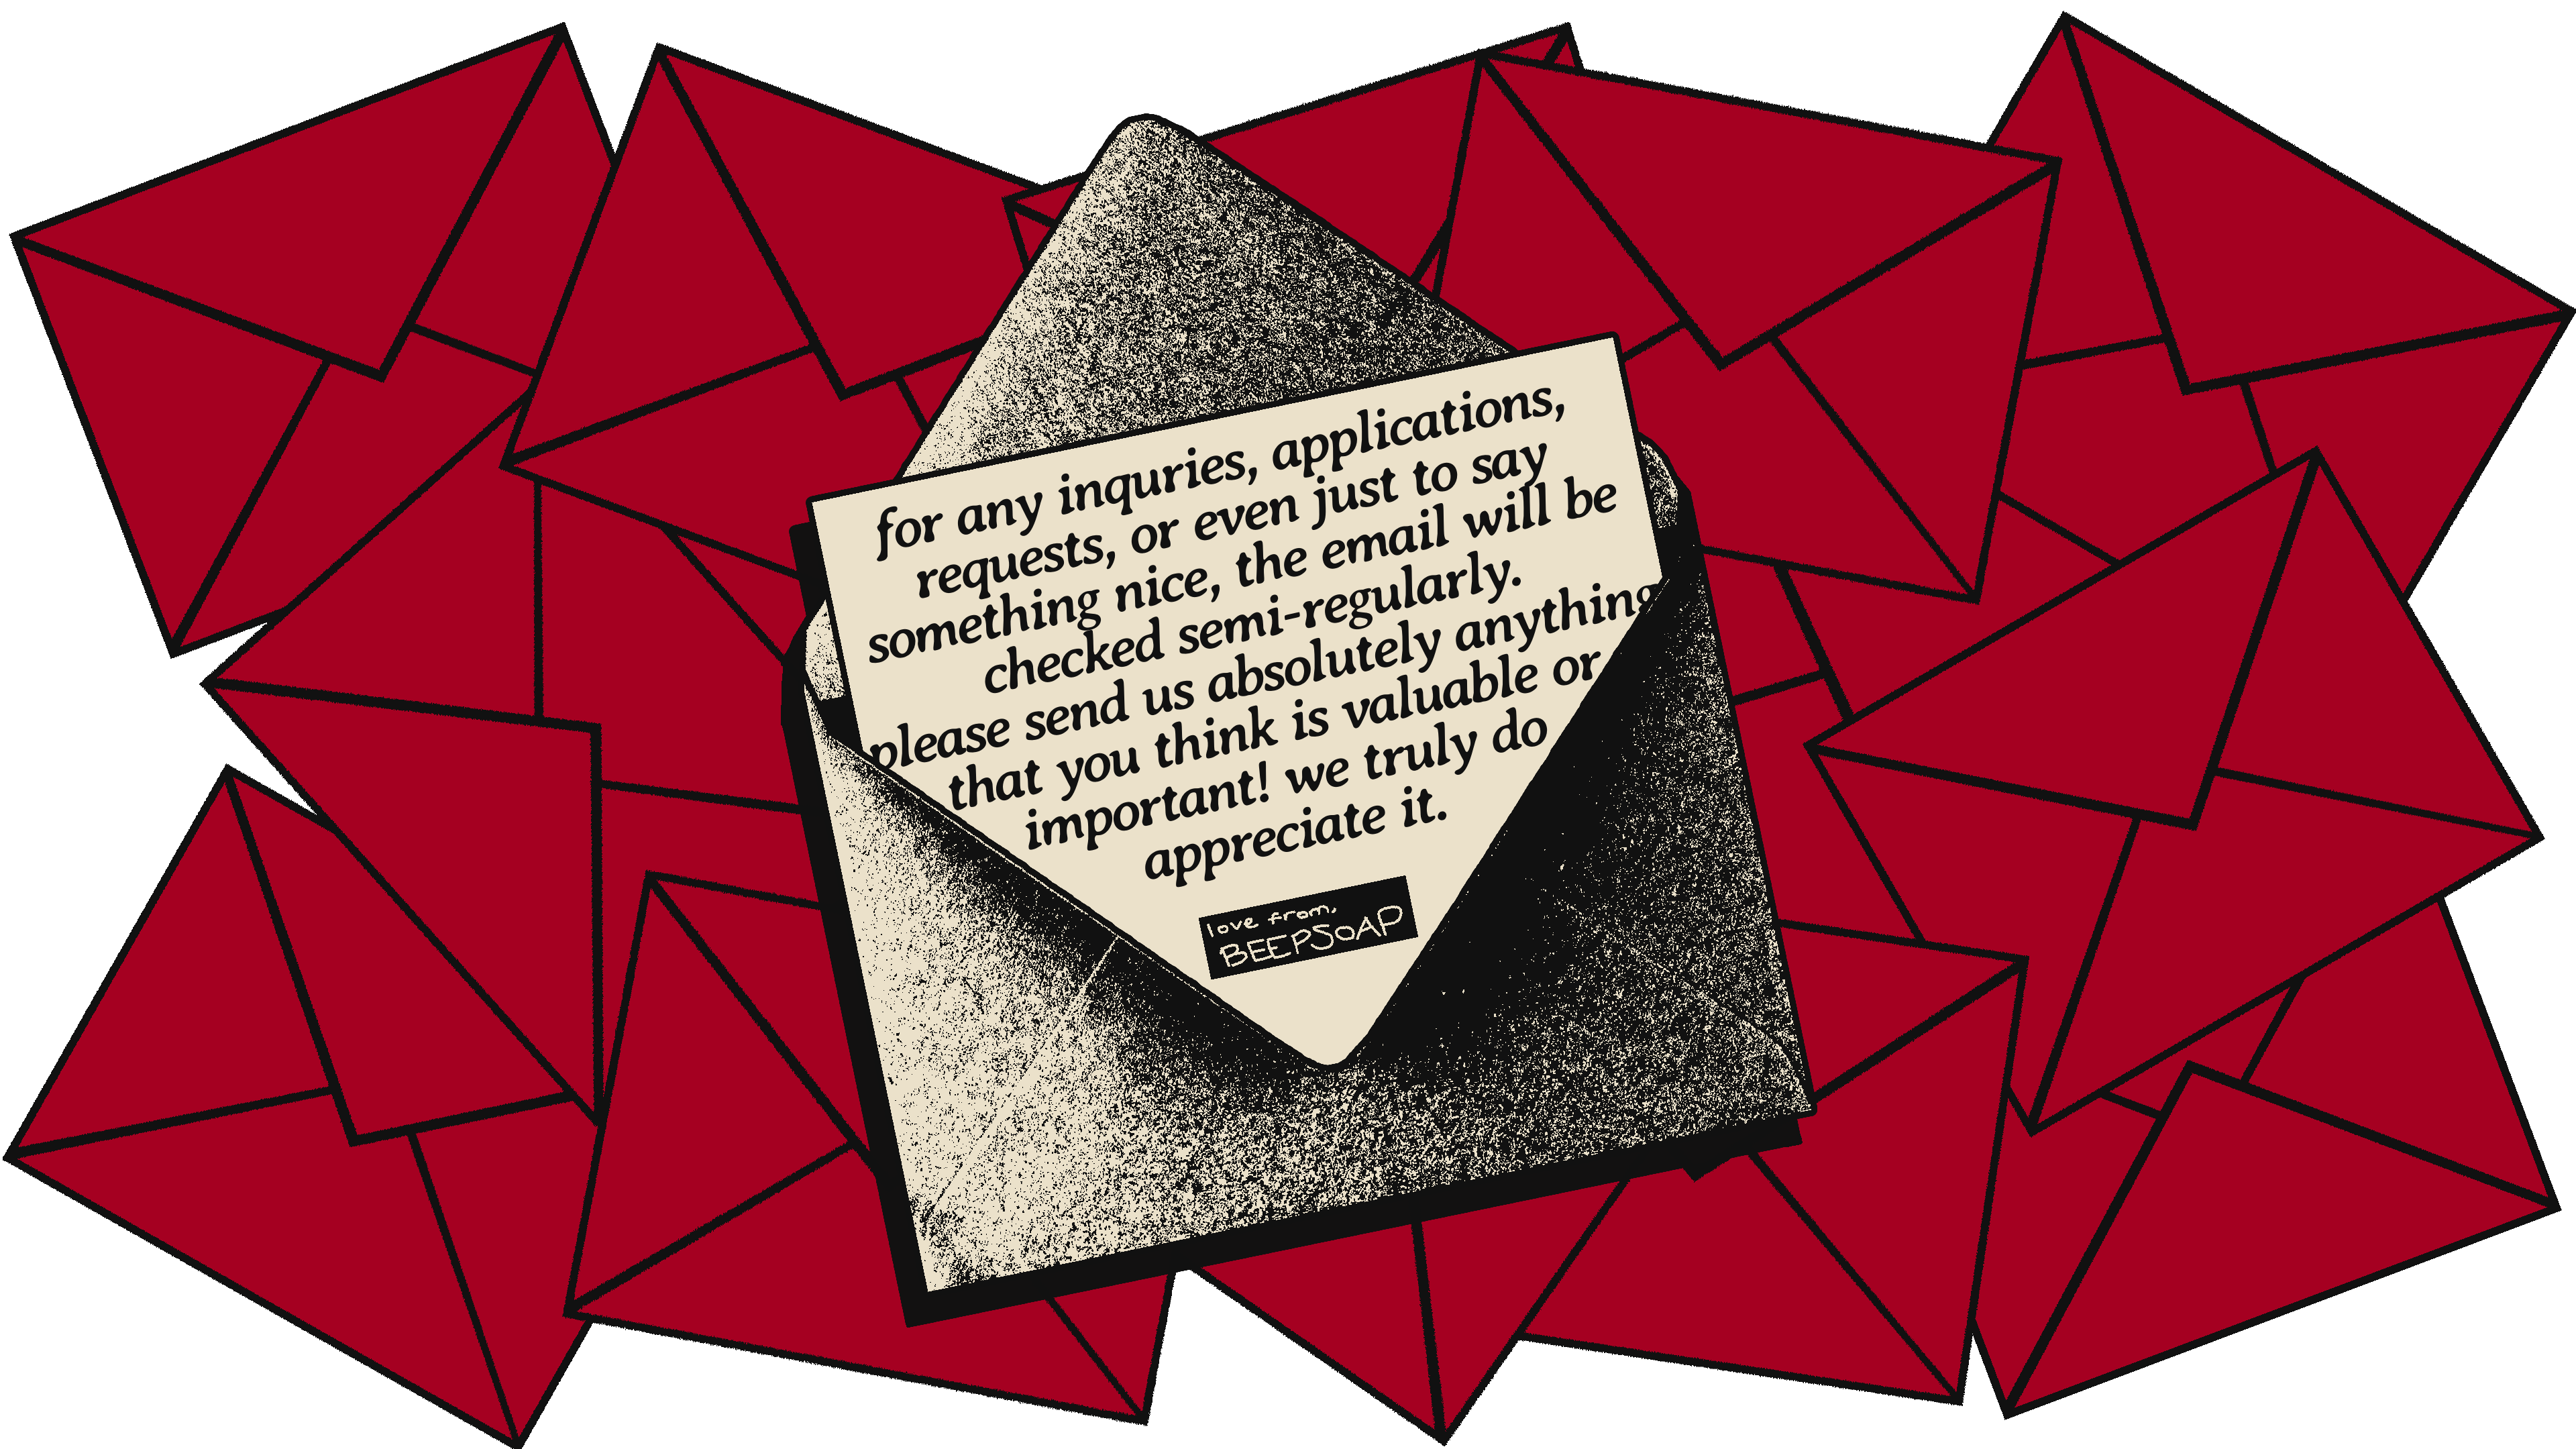 for any inquries, applications,
requests, or even just to say
something nice, the email will be
checked semi-regularly.
please send us absolutely anything
that you think is valuable or
important! we truly do
appreciate it.
love from,
BEEPSOAP